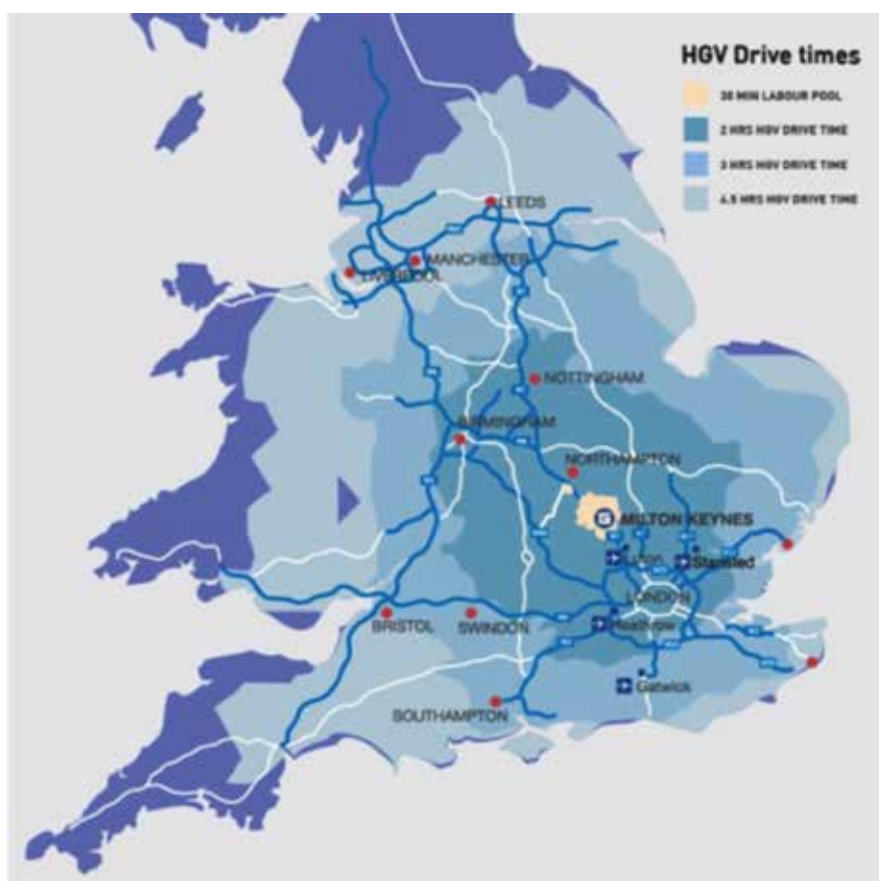 HGV Drive times
30 MIN LABOUR POOL
2 HRS HGV DRIVE TIME
3 HRS HGV DRIVE TIME
4.5 HRS HGV DRIVE TIME
LEEDS
MANCHESTER
LIVERPOOL
NOTTINGHAM
BIRMINGHAM
NORTHAMPTON
MILTON KEYNES
Luton
Stansted
LONDON
BRISTOL
SWINDON
Heathrow
Gatwick
SOUTHAMPTON